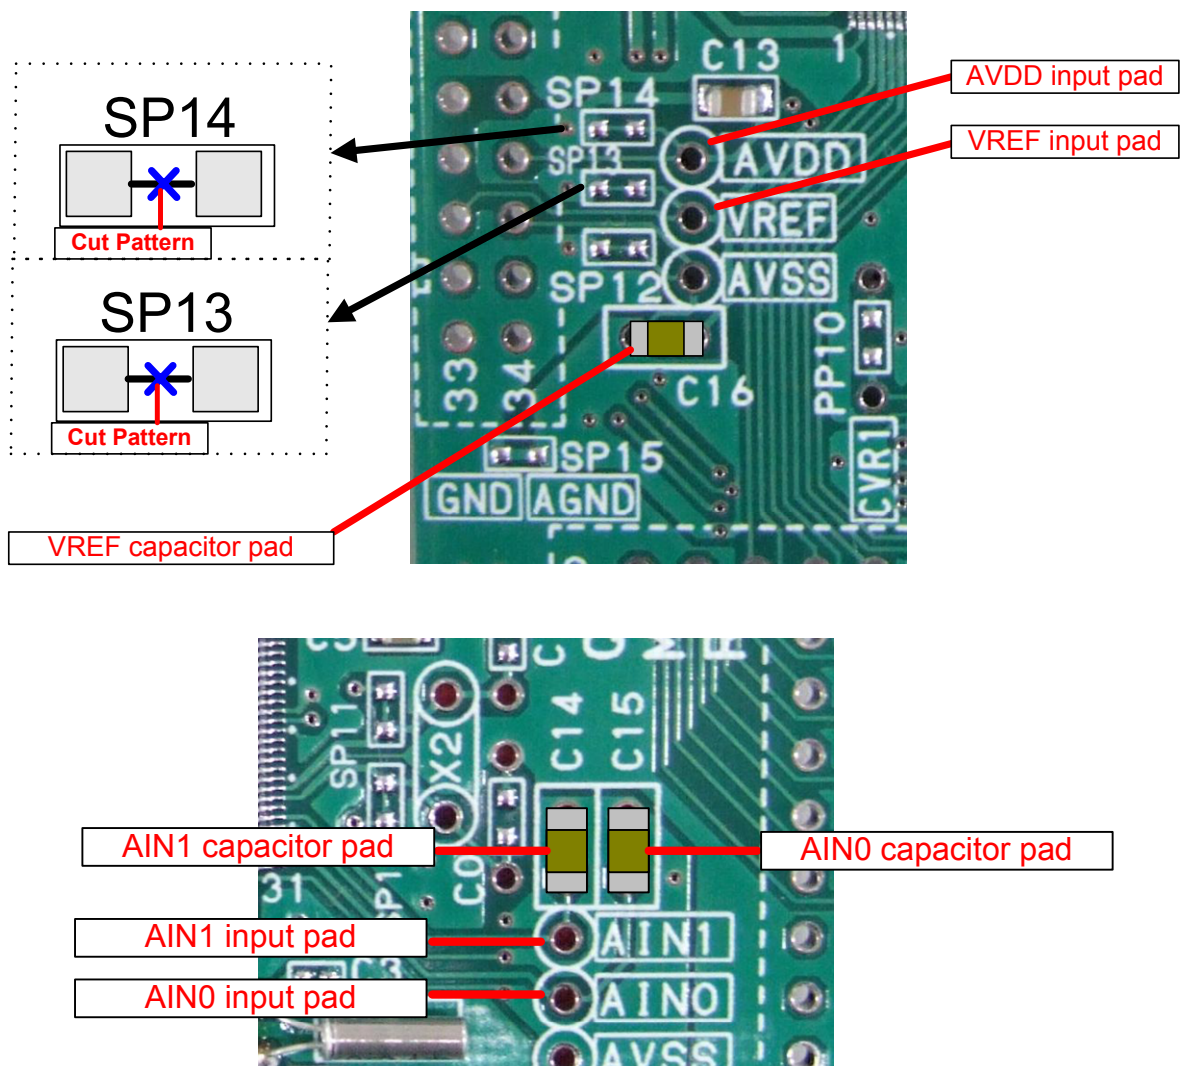 SP14
Cut Pattern
SP13
Cut Pattern
VREF capacitor pad
AVDD input pad
VREF input pad
C13
1
SP14
SP13
AVDD
VREF
SP12
AVSS
C16
33
34
PP10
SP15
GND
AGND
CVR1
AIN1 capacitor pad
AIN0 capacitor pad
AIN1 input pad
AIN0 input pad
C14
C15
SP11
X2
31
SP1
AIN1
C3
AIN0
AVSS